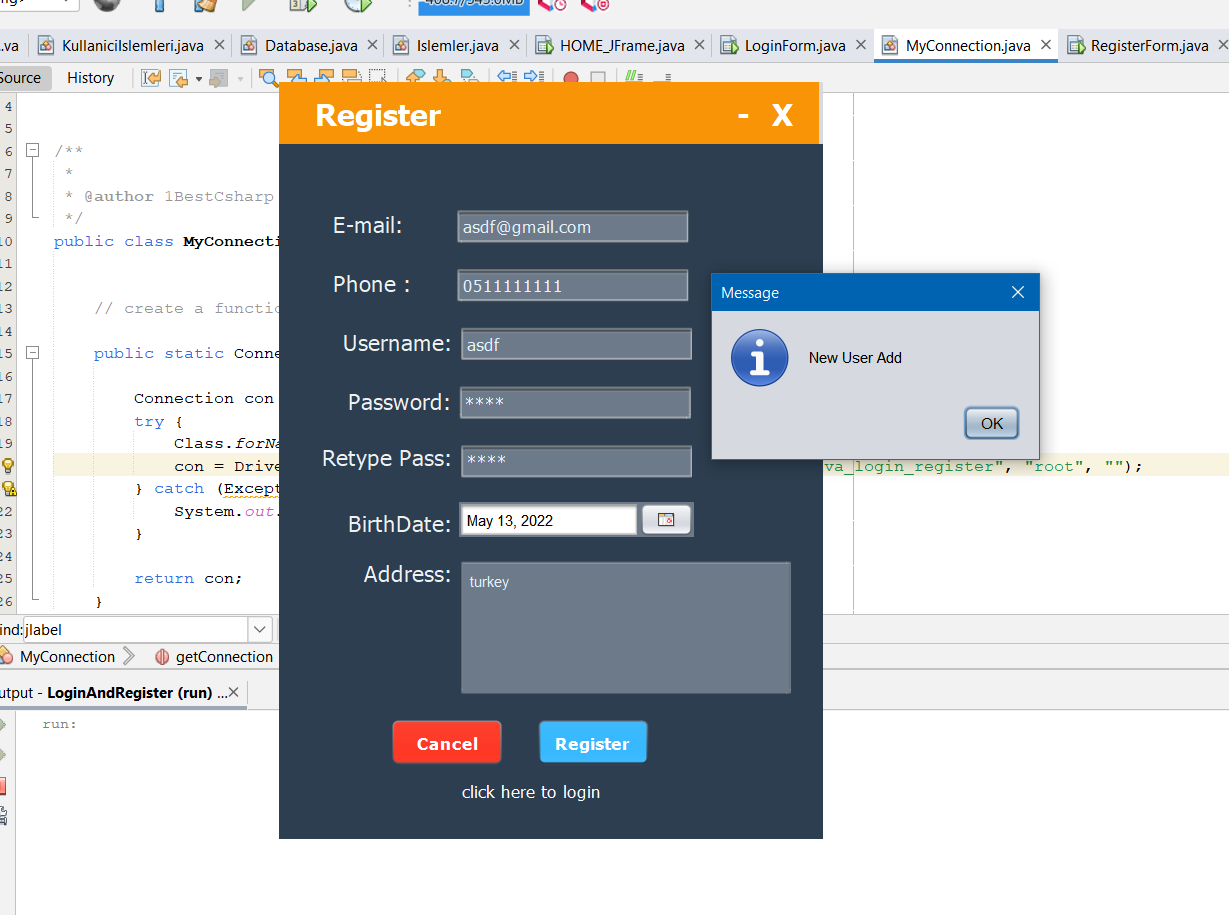 .va KullaniciIslemleri.java Database.java Islemler.java HOME_JFrame.java LoginForm.java MyConnection.java RegisterForm.java
ource History
Register - X
4
5
6 /**
7 *
8 * @author 1BestCsharp
9 */
10 public class MyConnecti
11
12
13 // create a functio
14
15 public static Conne
16
17 Connection con
18 try {
19 Class.forNa
con = Drive va_login_register", "root", "");
} catch (Except
22 System.out.
23 }
24
25 return con;
26 }
E-mail: asdf@gmail.com
Phone : 0511111111
Username: asdf
Password: ****
Retype Pass: ****
BirthDate: May 13, 2022
Address: turkey
Cancel Register
click here to login
Message
New User Add
OK
ind: jlabel
MyConnection getConnection
utput - LoginAndRegister (run) ...
run: